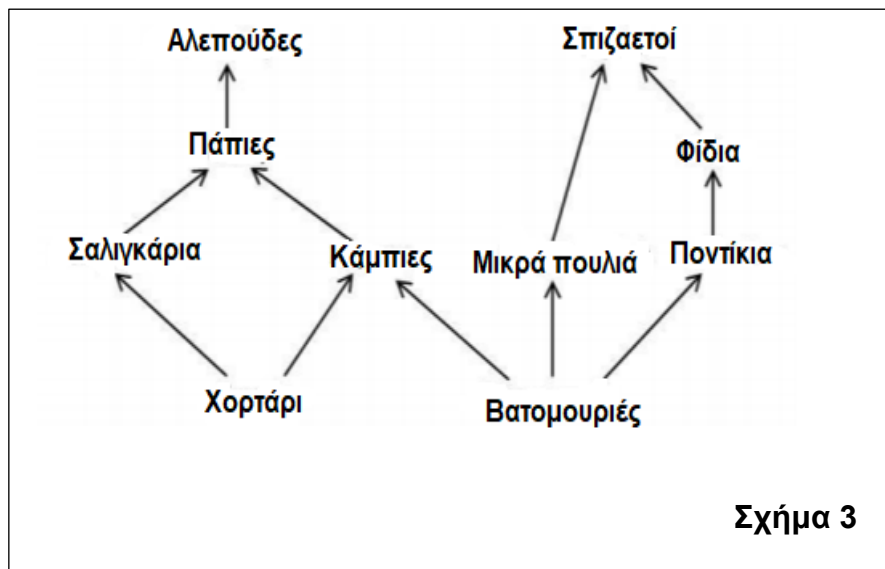 Αλεπούδες
Σπιζαετοί
Πάπιες
Φίδια
Σαλιγκάρια
Κάμπιες
Μικρά πουλιά
Ποντίκια
Χορτάρι
Βατομουριές
Σχήμα 3